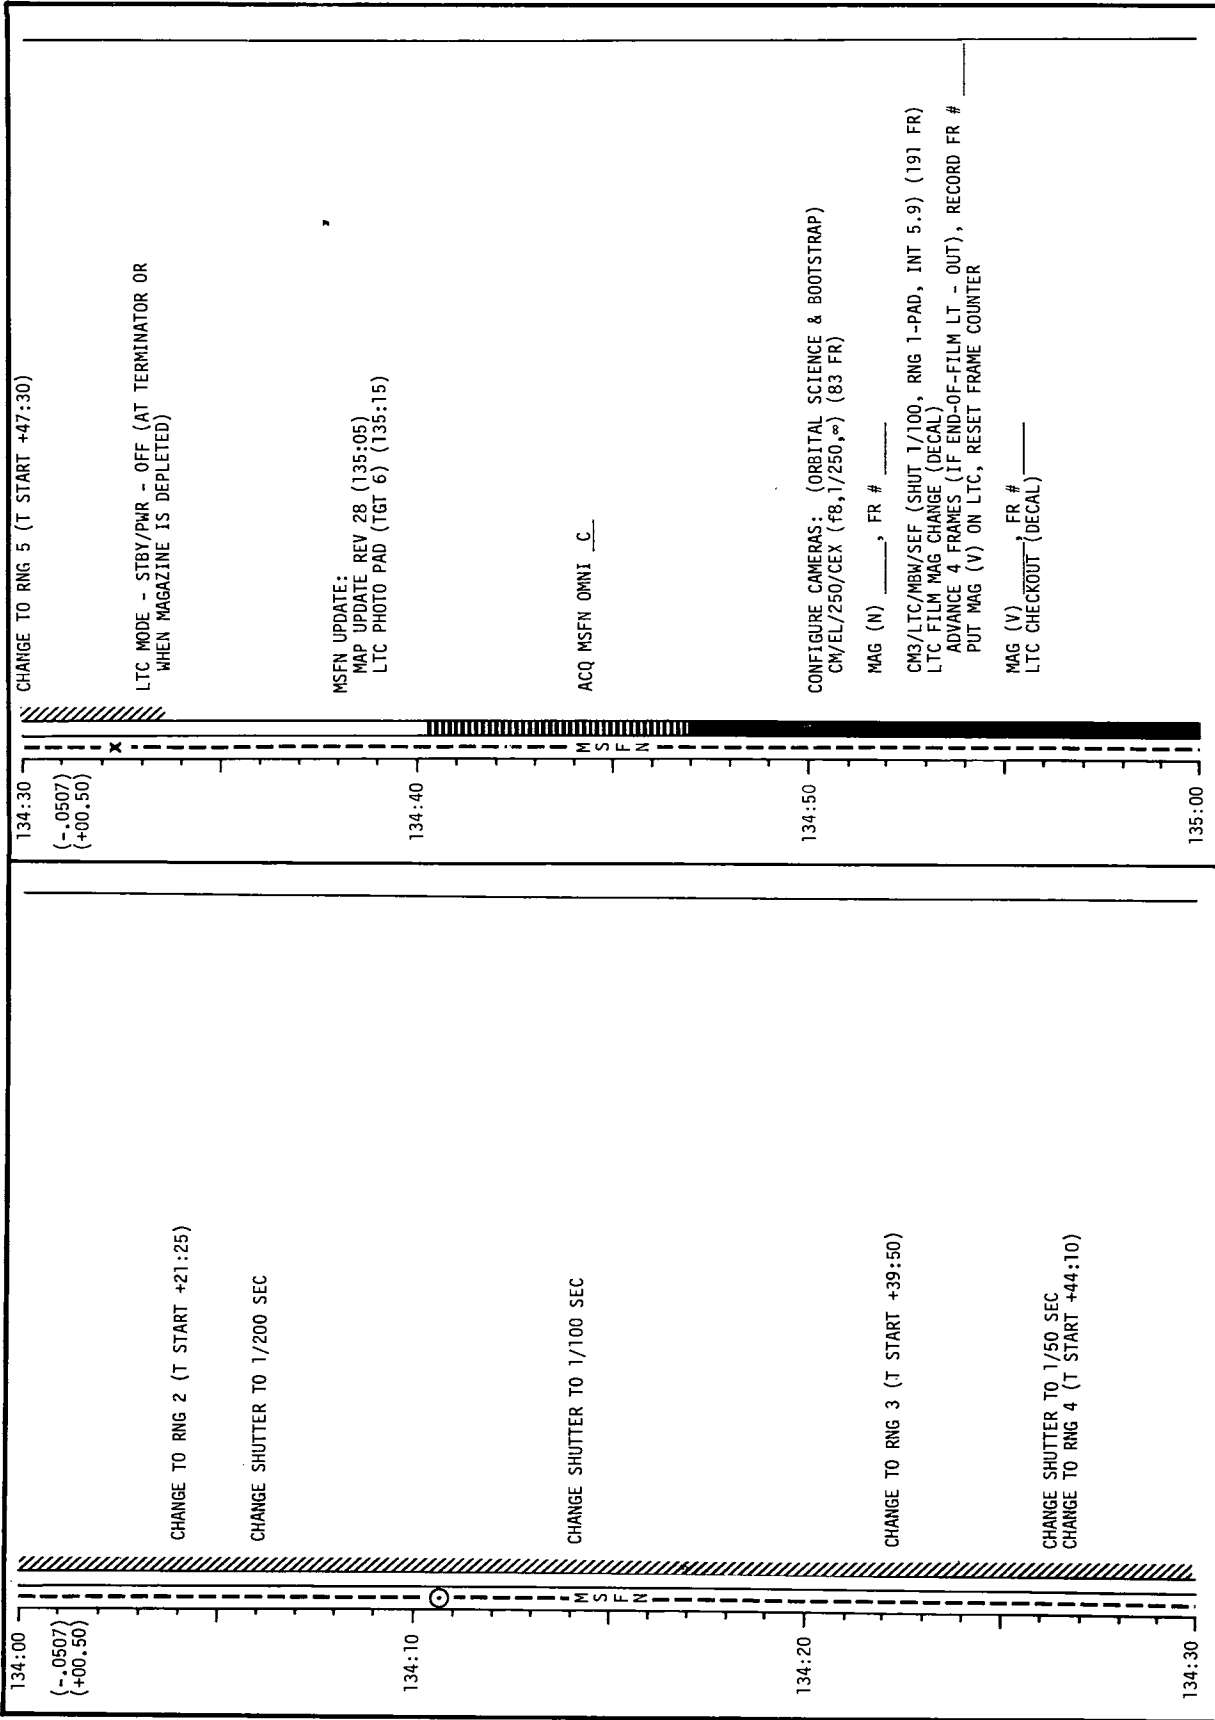 134:00
(-.0507)
(+00.50)
CHANGE TO RNG 2 (T START +21:25)
CHANGE SHUTTER TO 1/200 SEC
134:10
MSFN
CHANGE SHUTTER TO 1/100 SEC
134:20
CHANGE TO RNG 3 (T START +39:50)
CHANGE SHUTTER TO 1/50 SEC
CHANGE TO RNG 4 (T START +44:10)
134:30
134:30
CHANGE TO RNG 5 (T START +47:30)
(-.0507)
(+00.50)
X
LTC MODE - STBY/PWR - OFF (AT TERMINATOR OR
WHEN MAGAZINE IS DEPLETED)
MSFN UPDATE:
MAP UPDATE REV 28 (135:05)
LTC PHOTO PAD (TGT 6) (135:15)
134:40
MSFN
ACQ MSFN OMNI C
134:50
CONFIGURE CAMERAS: (ORBITAL SCIENCE & BOOTSTRAP)
CM/EL/250/CEX (f8,1/250,∞) (83 FR)
MAG (N) ____, FR # ____
CM3/LTC/MBW/SEF (SHUT 1/100, RNG 1-PAD, INT 5.9) (191 FR)
LTC FILM MAG CHANGE (DECAL)
ADVANCE 4 FRAMES (IF END-OF-FILM LT - OUT), RECORD FR # ____
PUT MAG (V) ON LTC, RESET FRAME COUNTER
MAG (V) ____, FR # ____
LTC CHECKOUT (DECAL)
135:00